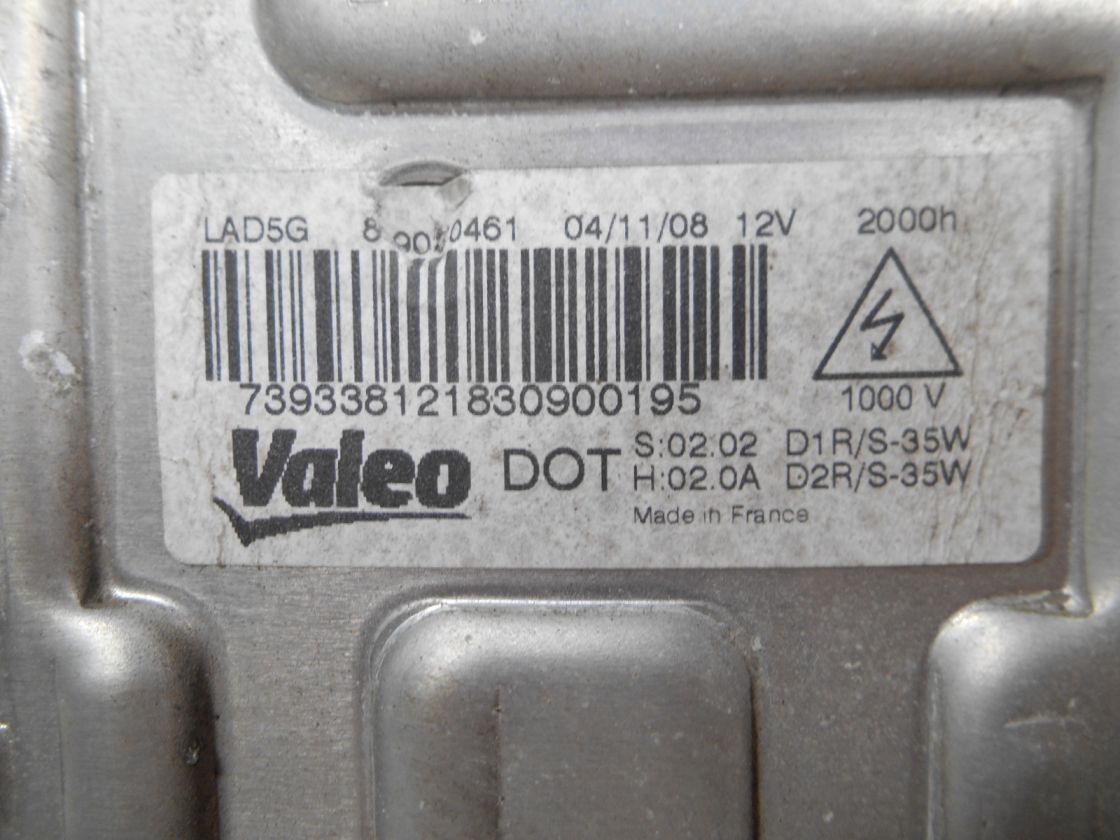 LAD5G 04/11/08 12V 2000h
739338121830900195
1000 V
Valeo DOT S:02.02 D1R/S-35W
H:02.0A D2R/S-35W
Made in France